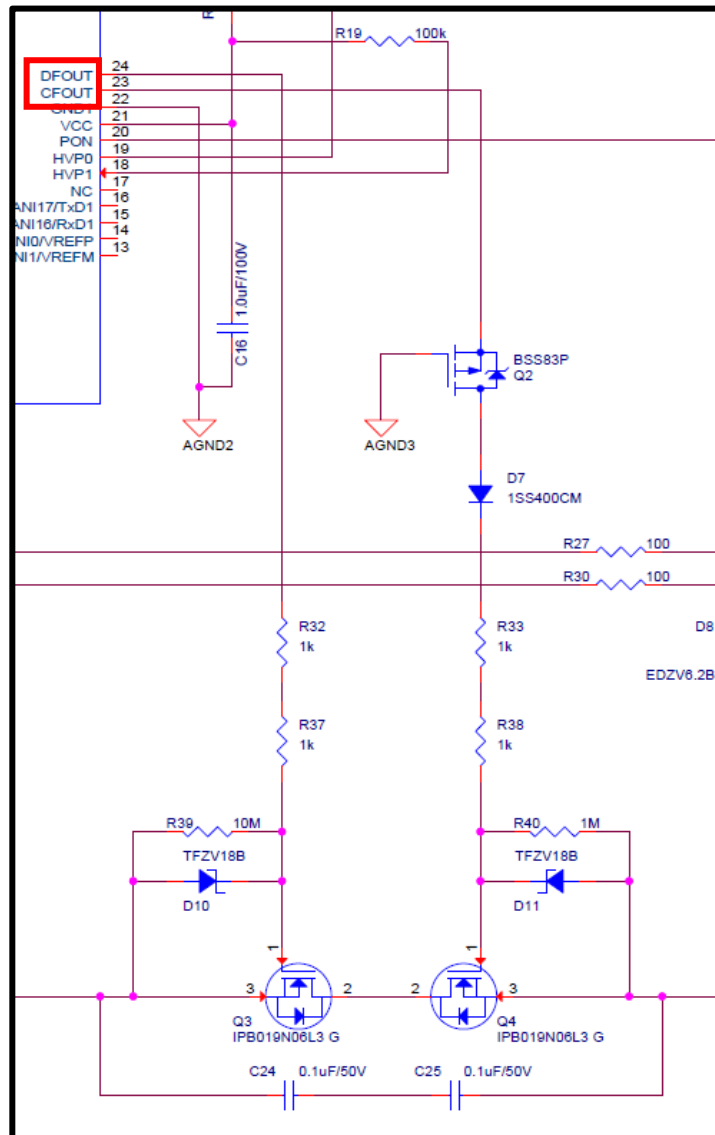 R
R19 100k
DFOUT 24
CFOUT 23
GND1 22
VCC 21
PON 20
HVP0 19
HVP1 18
NC 17
ANI17/TxD1 16
ANI16/RxD1 15
NI0/VREFP 14
NI1/VREFM 13
C16 1.0uF/100V
AGND2
AGND3
BSS83P
Q2
D7
1SS400CM
R27 100
R30 100
R32
1k
R33
1k
D8
EDZV6.2B
R37
1k
R38
1k
R39 10M
R40 1M
TFZV18B
TFZV18B
D10
D11
1
1
3
2
2
3
Q3
IPB019N06L3 G
Q4
IPB019N06L3 G
C24 0.1uF/50V
C25 0.1uF/50V